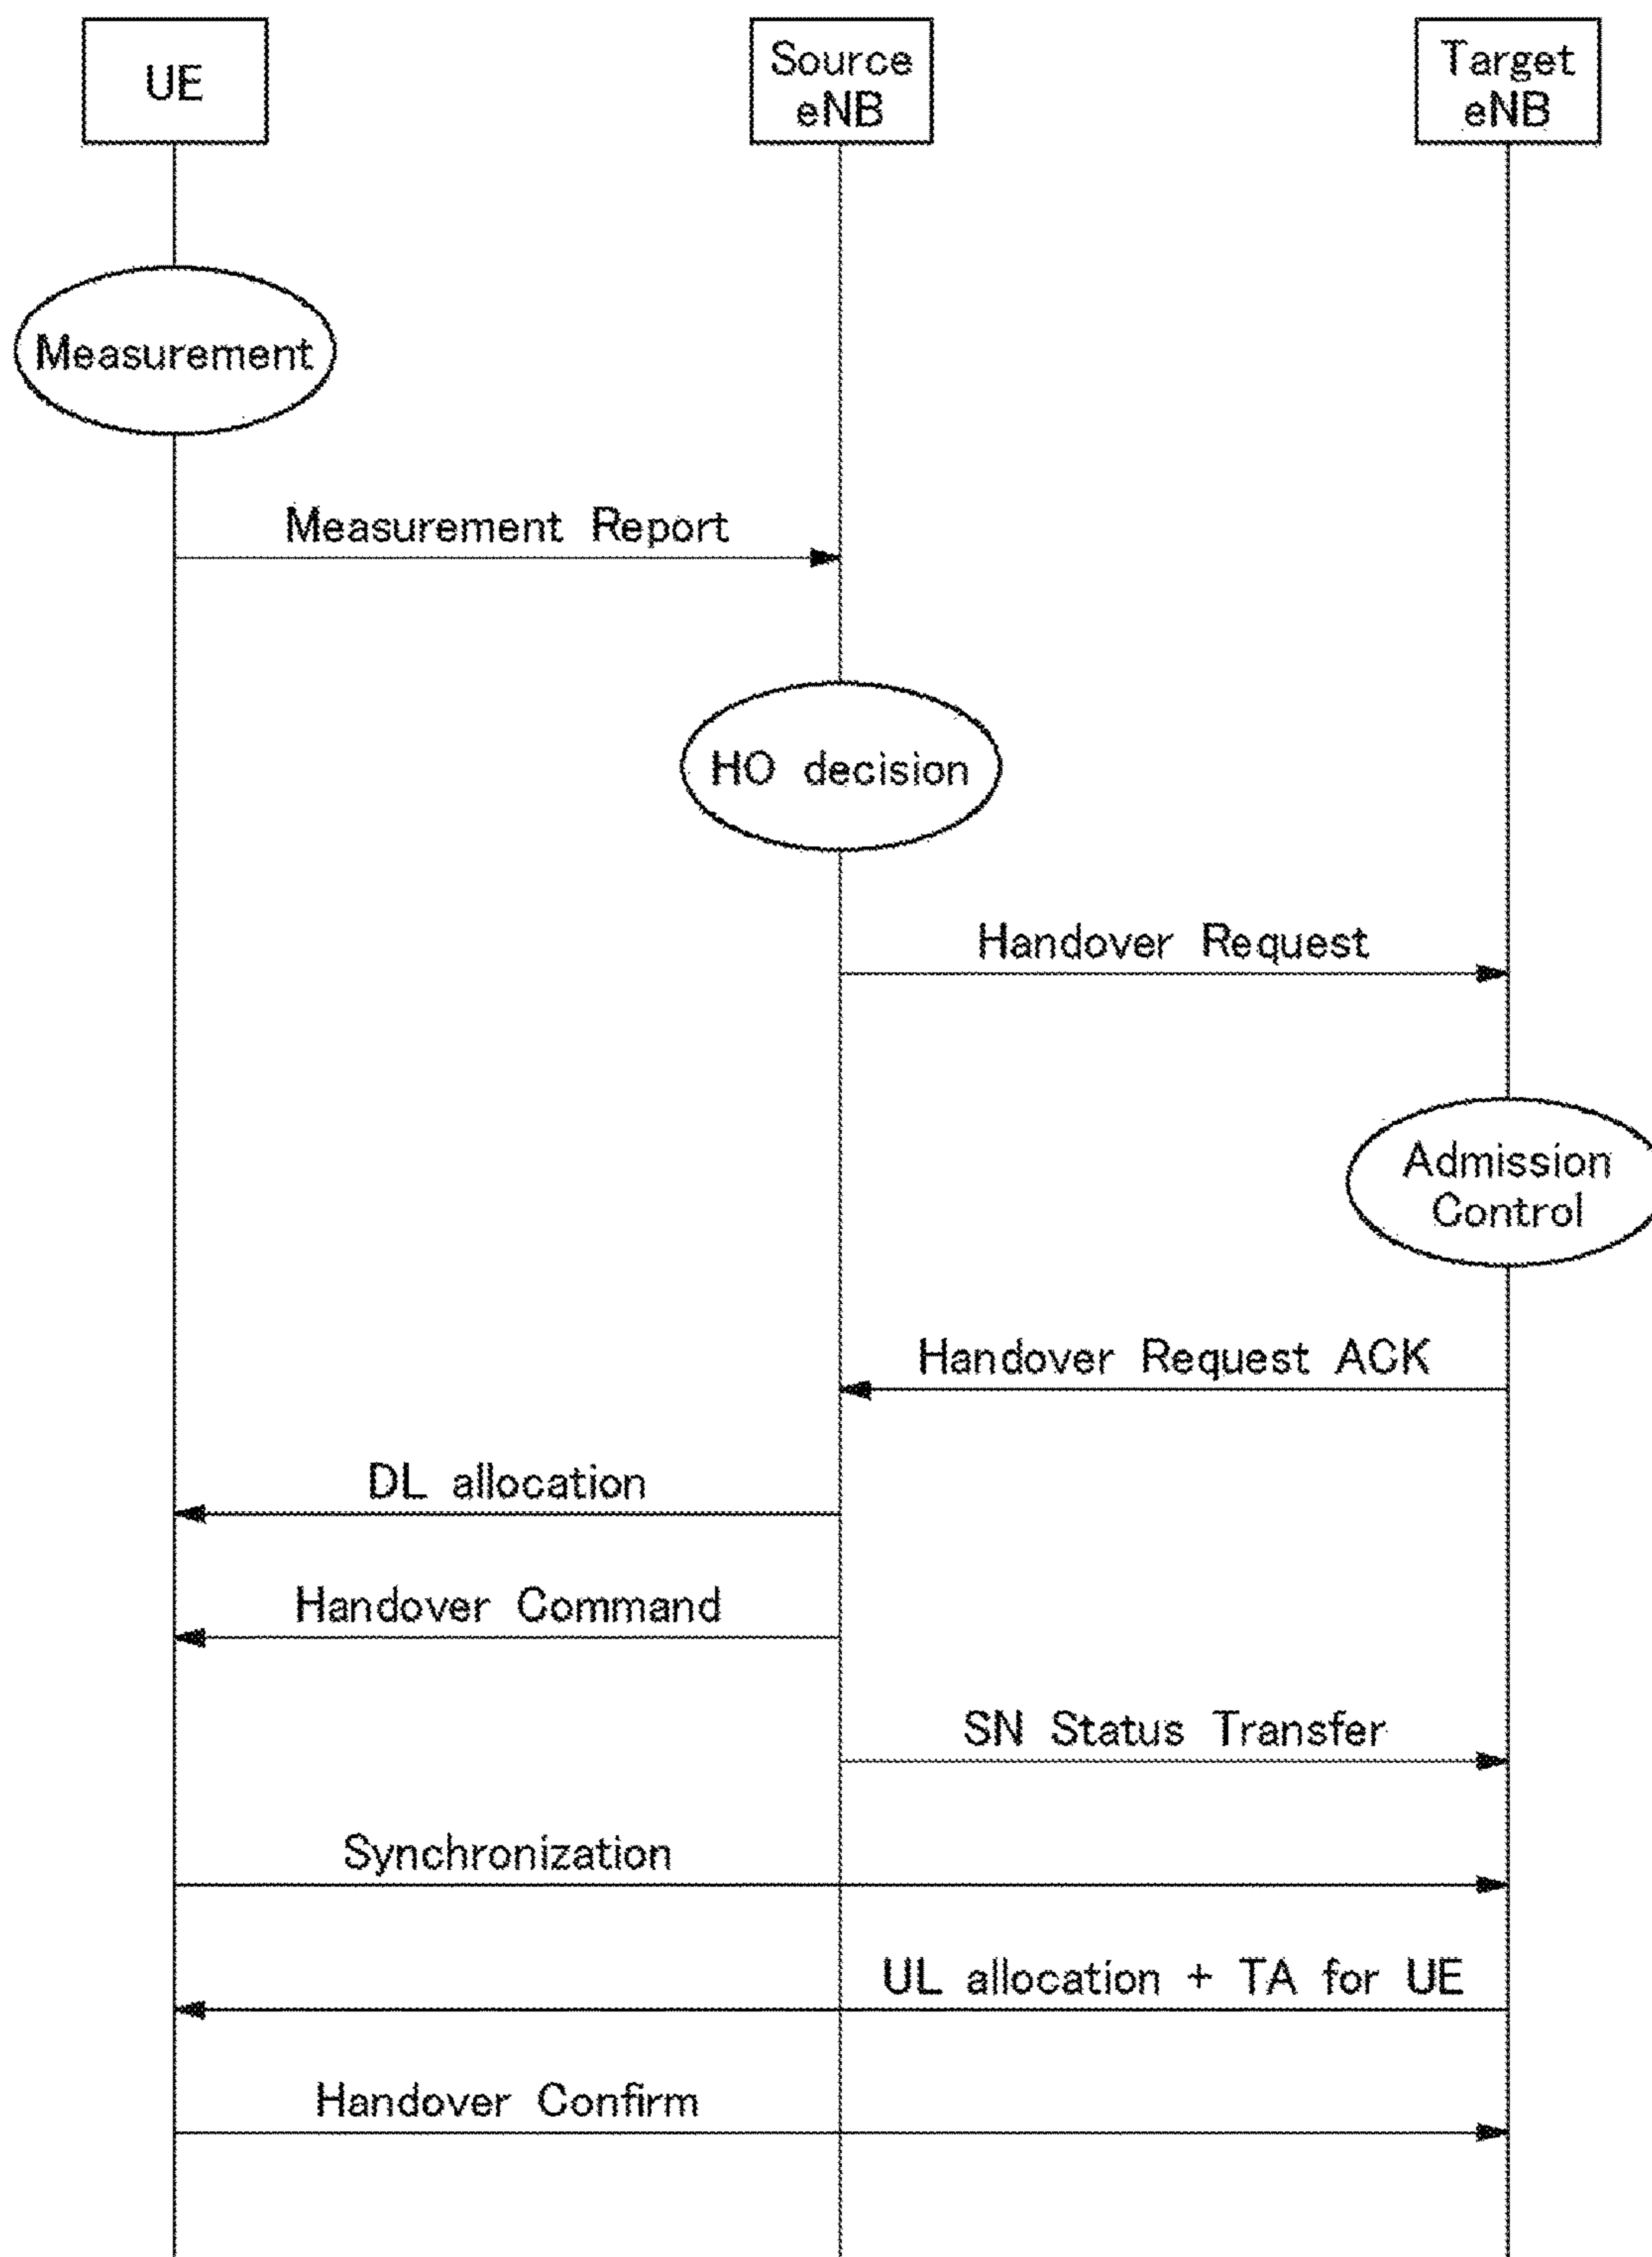 UE
Source
eNB
Target
eNB
Measurement
Measurement Report
HO decision
Handover Request
Admission
Control
Handover Request ACK
DL allocation
Handover Command
SN Status Transfer
Synchronization
UL allocation + TA for UE
Handover Confirm